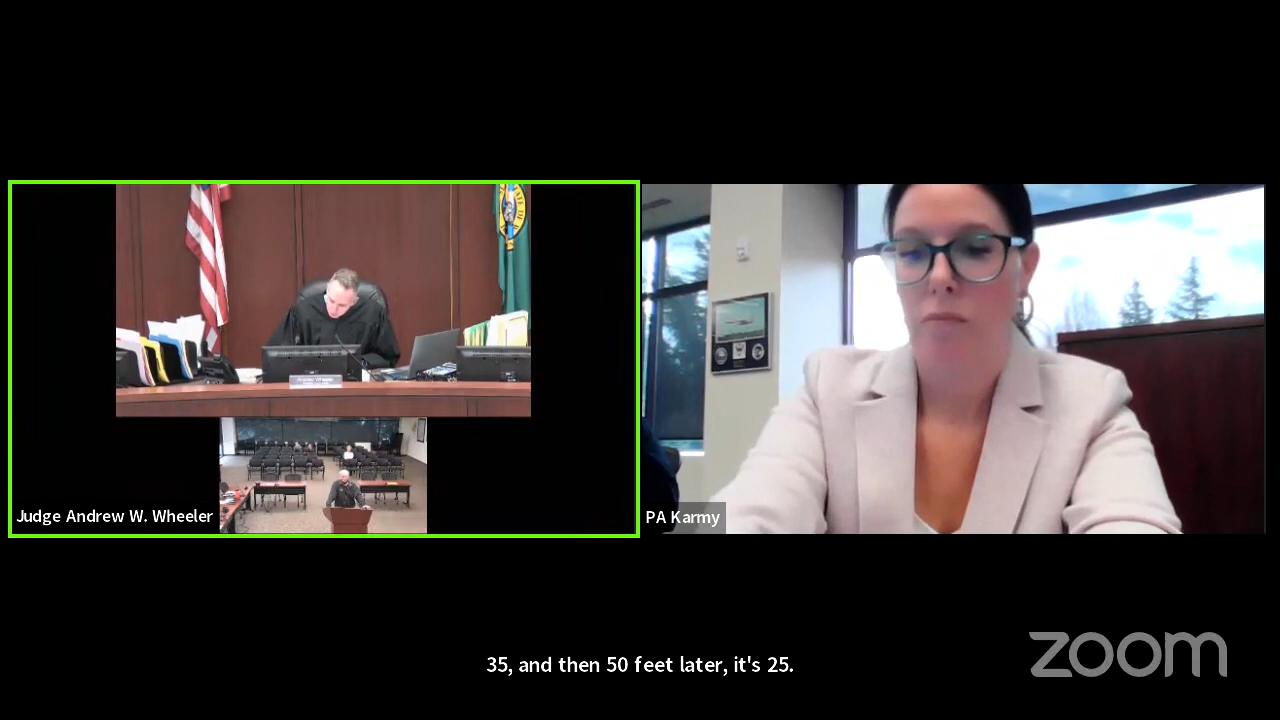 Judge Andrew W. Wheeler
PA Karmy
35, and then 50 feet later, it's 25.
zoom